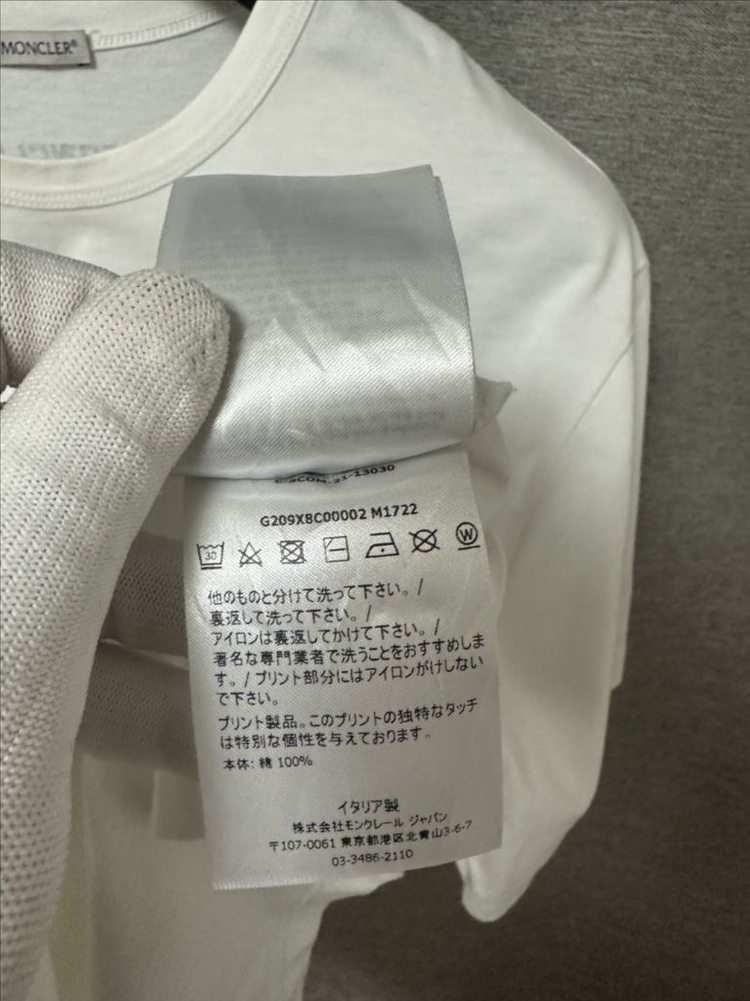 MONCLER®
G209X8C00002 M1722
30
W
他のものと分けて洗って下さい。/
裏返して洗って下さい。/
アイロンは裏返してかけて下さい。/
著名な専門業者で洗うことをおすすめしま
す。/ プリント部分にはアイロンがけしない
で下さい。
プリント製品。このプリントの独特なタッチ
は特別な個性を与えております。
本体: 綿 100%
イタリア製
株式会社モンクレール ジャパン
〒107-0061 東京都港区北青山3-6-7
03-3486-2110